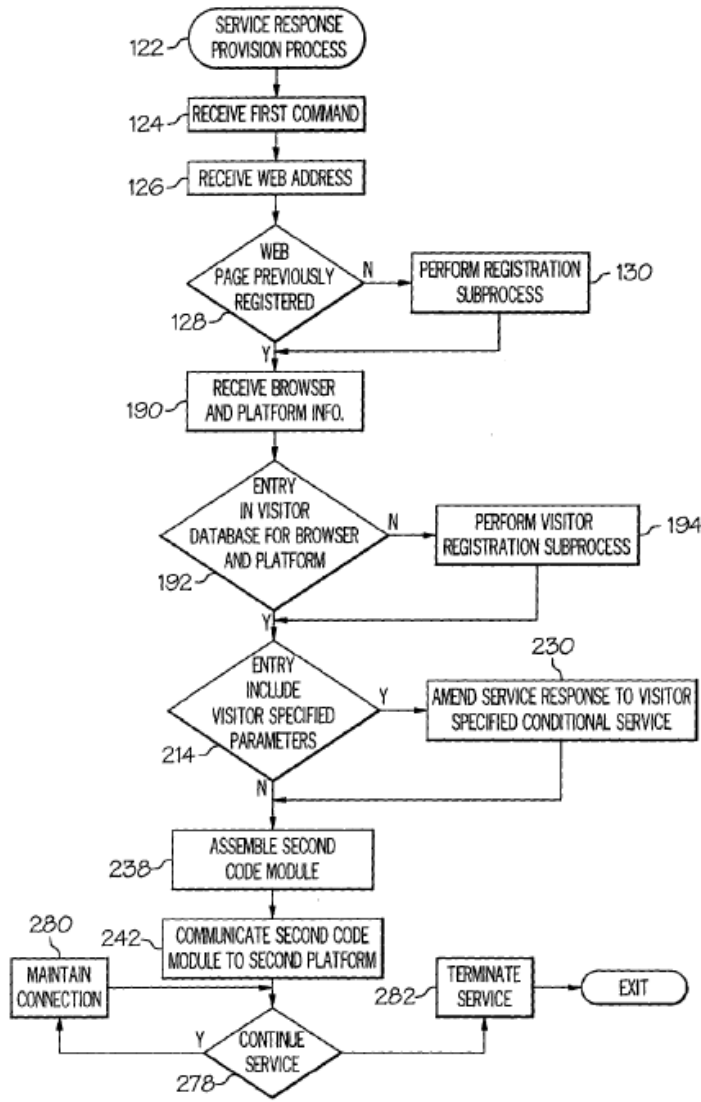 SERVICE RESPONSE
PROVISION PROCESS
122
RECEIVE FIRST COMMAND
124
RECEIVE WEB ADDRESS
126
WEB
PAGE PREVIOUSLY
REGISTERED
128
N
PERFORM REGISTRATION
SUBPROCESS
130
Y
RECEIVE BROWSER
AND PLATFORM INFO.
190
ENTRY
IN VISITOR
DATABASE FOR BROWSER
AND PLATFORM
192
N
PERFORM VISITOR
REGISTRATION SUBPROCESS
194
Y
ENTRY
INCLUDE
VISITOR SPECIFIED
PARAMETERS
214
Y
230
AMEND SERVICE RESPONSE TO VISITOR
SPECIFIED CONDITIONAL SERVICE
N
ASSEMBLE SECOND
CODE MODULE
238
242
COMMUNICATE SECOND CODE
MODULE TO SECOND PLATFORM
280
MAINTAIN
CONNECTION
Y
CONTINUE
SERVICE
278
282
TERMINATE
SERVICE
EXIT